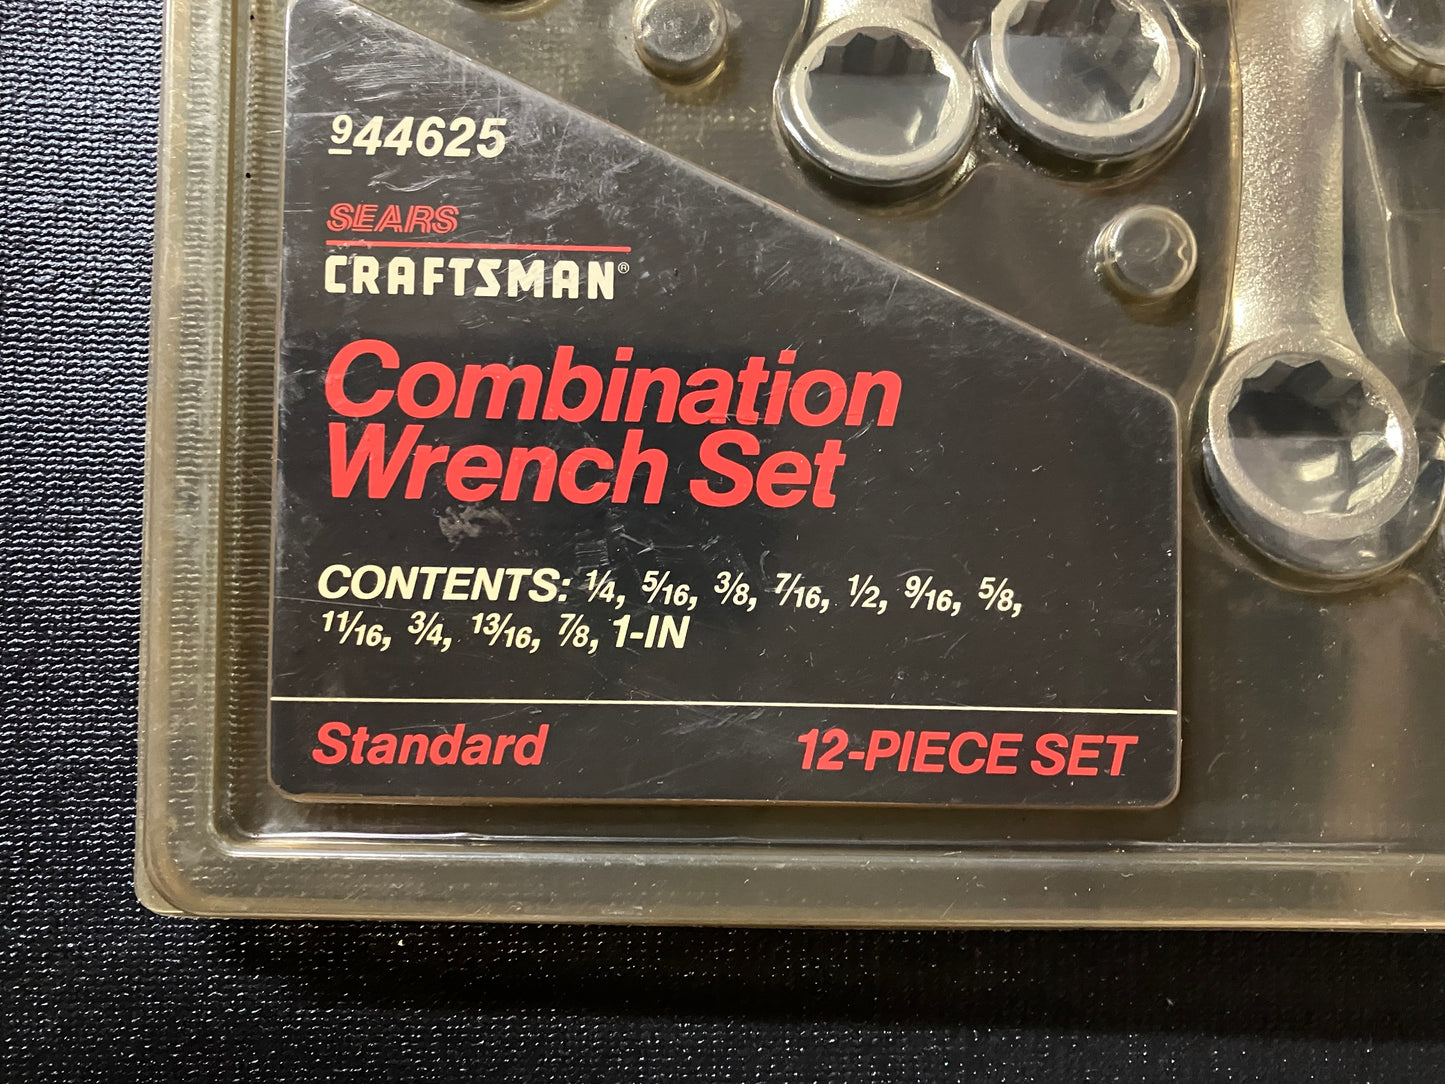 944625
SEARS
CRAFTSMAN®
Combination
Wrench Set
CONTENTS: 1/4, 5/16, 3/8, 7/16, 1/2, 9/16, 5/8,
11/16, 3/4, 13/16, 7/8, 1-IN
Standard 12-PIECE SET